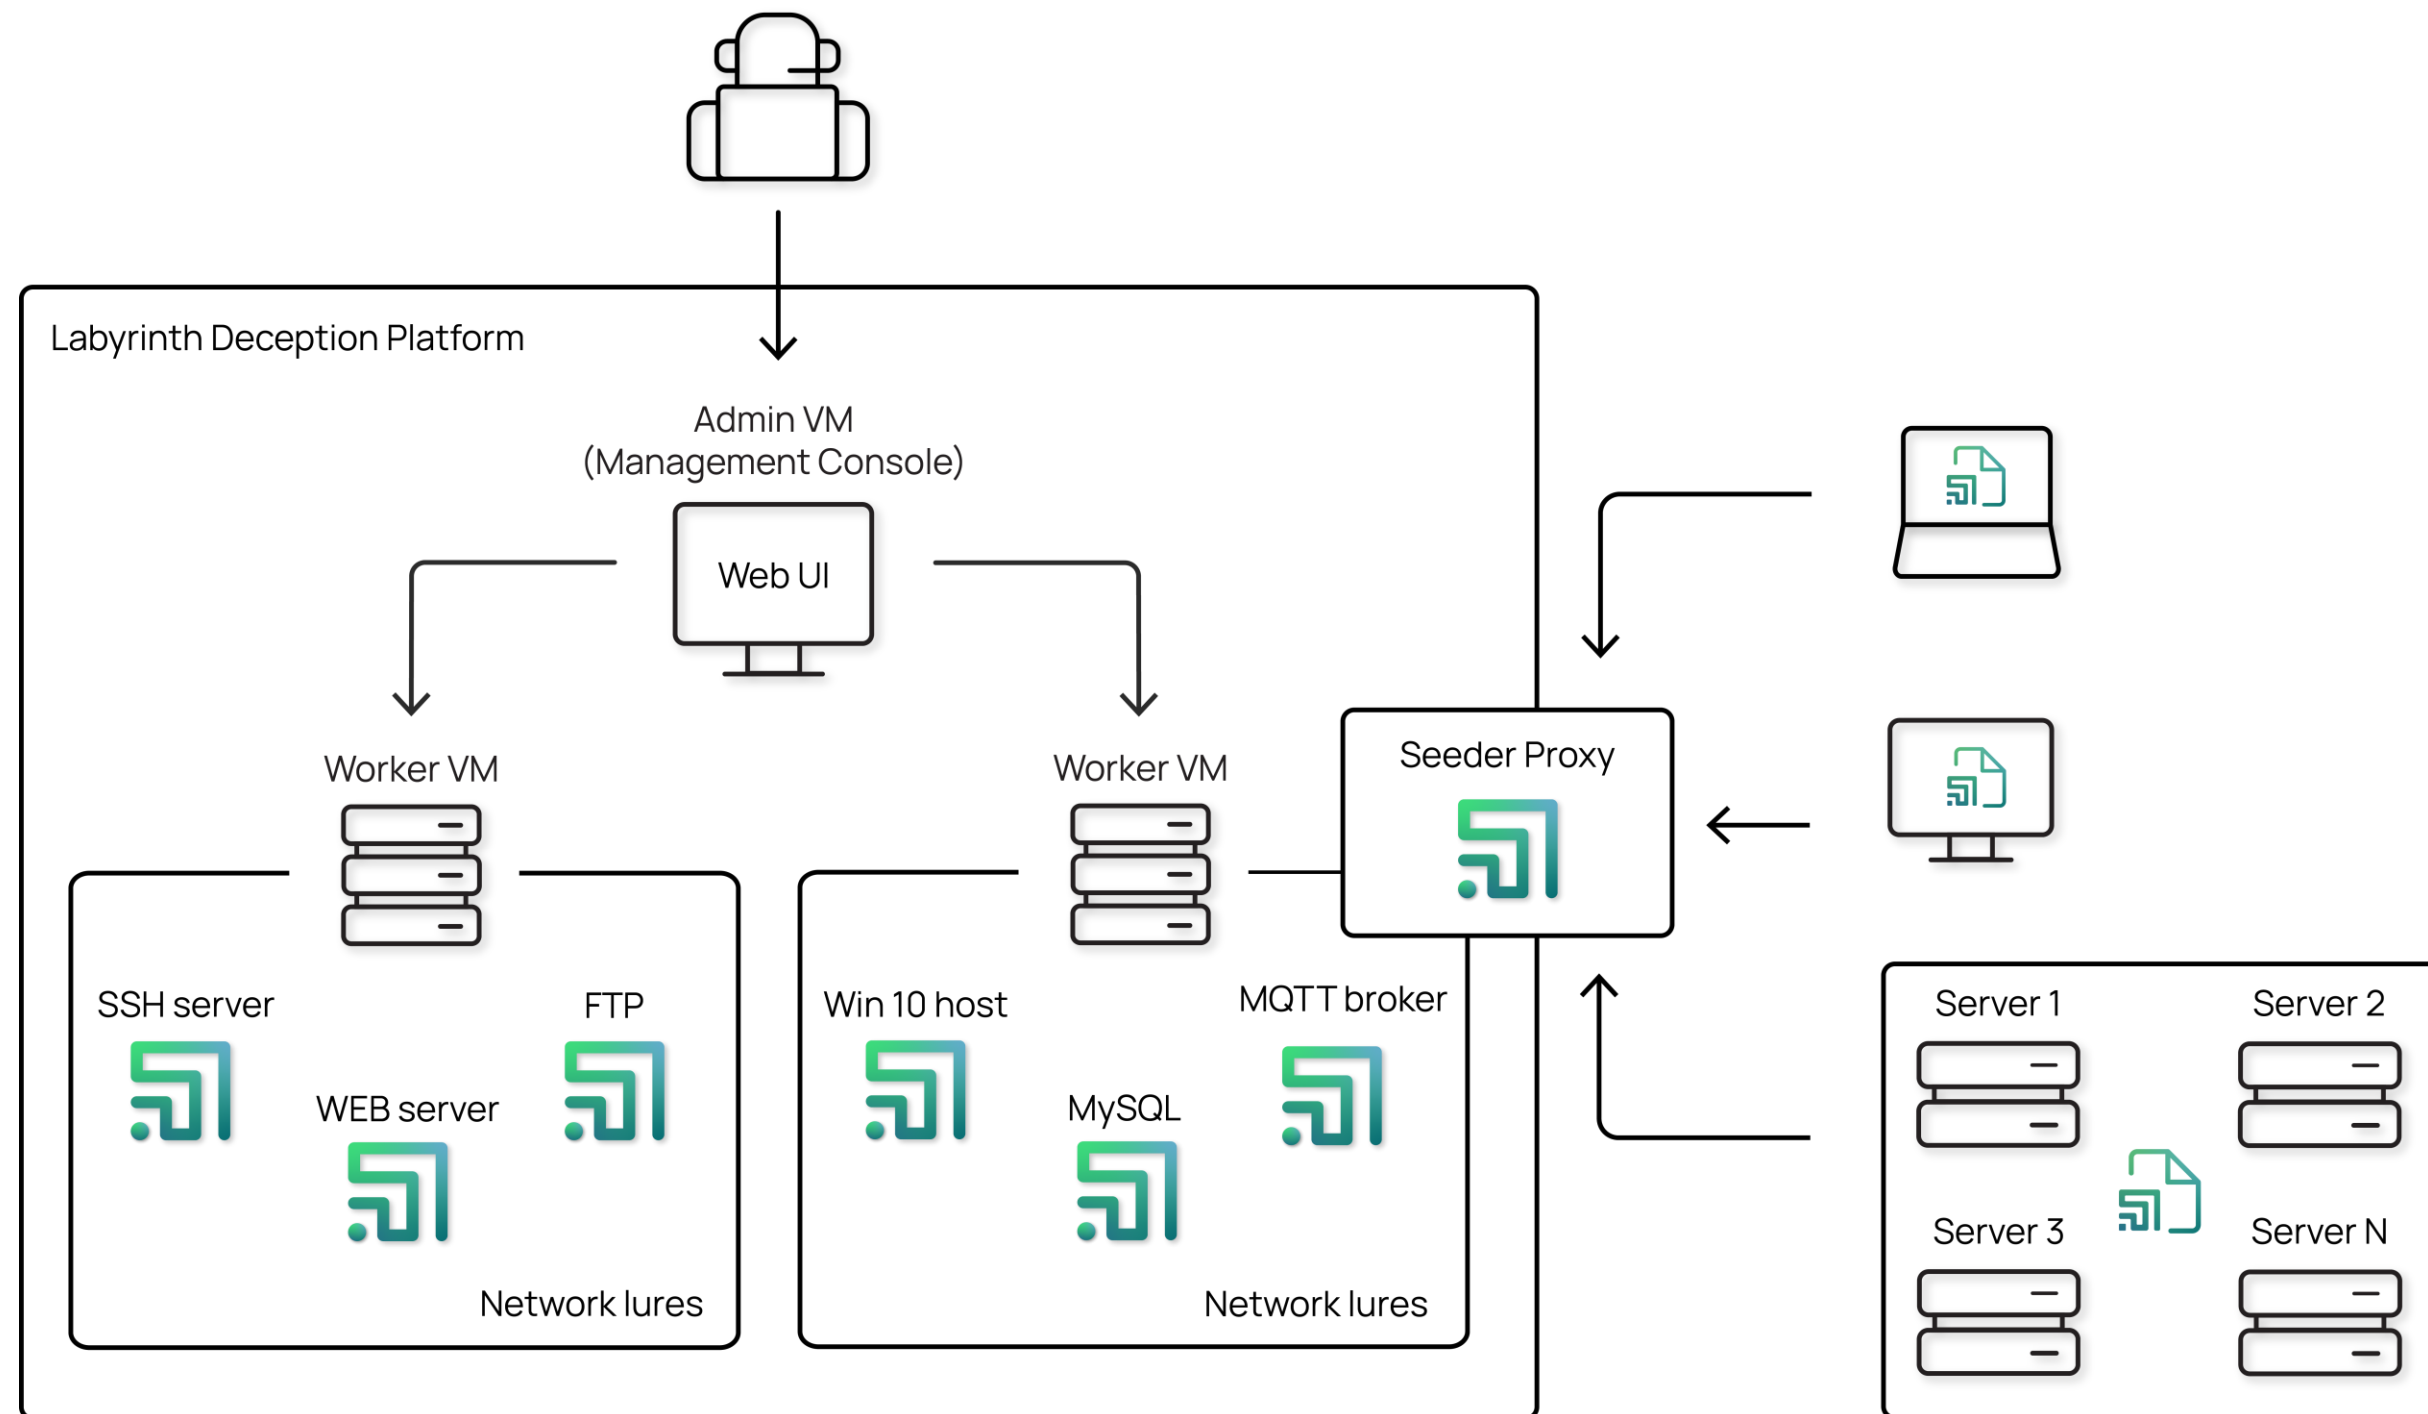 Labyrinth Deception Platform
Admin VM
(Management Console)
Web UI
Worker VM
Worker VM
Seeder Proxy
SSH server
FTP
WEB server
Network lures
Win 10 host
MQTT broker
MySQL
Network lures
Server 1
Server 2
Server 3
Server N